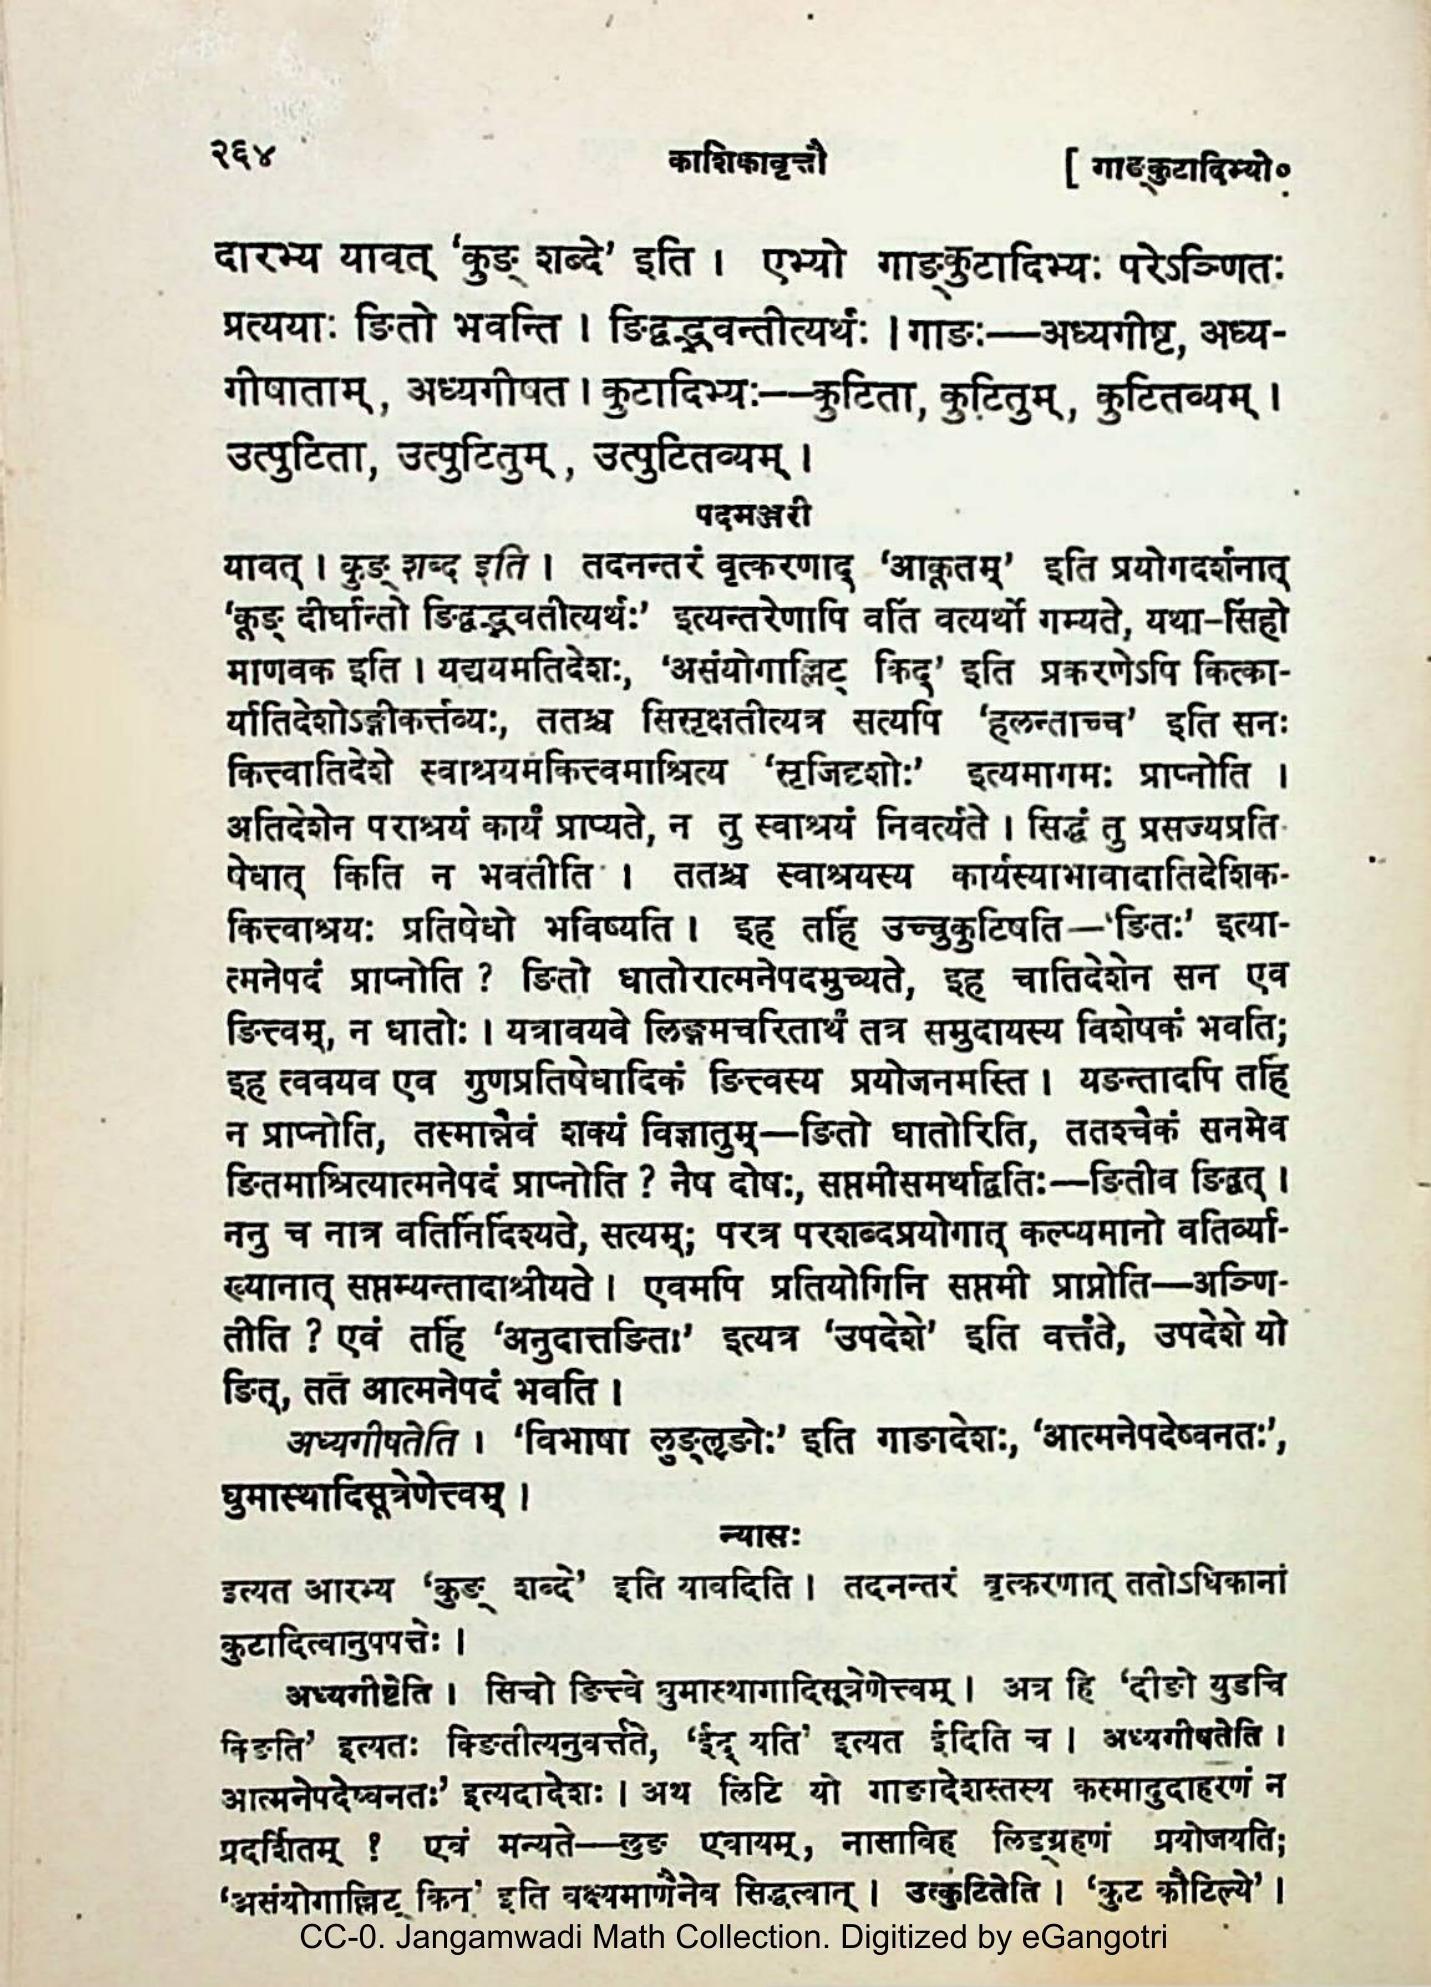 २६४ काशिकावृत्तौ [ गाङ्कुटादिभ्यो०
दारभ्य यावत् ‘कुङ् शब्दे’ इति । एभ्यो गाङ्कुटादिभ्यः परेऽञ्णितः
प्रत्ययाः ङितो भवन्ति । ङिद्वद्भवन्तीत्यर्थः । गाङः—अध्यगीष्ट, अध्य-
गीषाताम्, अध्यगीषत । कुटादिभ्यः—कुटिता, कुटितुम्, कुटितव्यम् ।
उत्पुटिता, उत्पुटितुम्, उत्पुटितव्यम् ।
पदमञ्जरी
यावत् । कुङ् शब्द इति । तदनन्तरं वृत्करणाद् ‘आकूतम्’ इति प्रयोगदर्शनात्
‘कूङ् दीर्घान्तो ङिद्वद्भवतीत्यर्थः’ इत्यन्तरेणापि वतिं वत्यर्थो गम्यते, यथा–सिंहो
माणवक इति । यद्ययमतिदेशः, ‘असंयोगाल्लिट् किद्’ इति प्रकरणेऽपि कित्का-
र्यातिदेशोऽङ्गीकर्त्तव्यः, ततश्च सिसृक्षतीत्यत्र सत्यपि ‘हलन्ताच्च’ इति सनः
कित्त्वातिदेशे स्वाश्रयमकित्त्वमाश्रित्य ‘सृजिदृशोः’ इत्यमागमः प्राप्नोति ।
अतिदेशेन पराश्रयं कार्यं प्राप्यते, न तु स्वाश्रयं निवर्त्यते । सिद्धं तु प्रसज्यप्रति-
षेधात् किति न भवतीति । ततश्च स्वाश्रयस्य कार्यस्याभावादातिदेशिक-
कित्त्वाश्रयः प्रतिषेधो भविष्यति । इह तर्हि उच्चुकुटिषति—‘ङितः’ इत्या-
त्मनेपदं प्राप्नोति ? ङितो धातोरात्मनेपदमुच्यते, इह चातिदेशेन सन एव
ङित्त्वम्, न धातोः । यत्रावयवे लिङ्गमचरितार्थं तत्र समुदायस्य विशेषकं भवति;
इह त्ववयव एव गुणप्रतिषेधादिकं ङित्त्वस्य प्रयोजनमस्ति । यङन्तादपि तर्हि
न प्राप्नोति, तस्मान्नैवं शक्यं विज्ञातुम्—ङितो धातोरिति, ततश्चैकं सनमेव
ङितमाश्रित्यात्मनेपदं प्राप्नोति ? नैष दोषः, सप्तमीसमर्थाद्वतिः—ङितीव ङिद्वत् ।
ननु च नात्र वतिर्निर्दिश्यते, सत्यम्; परत्र परशब्दप्रयोगात् कल्प्यमानो वतिर्व्या-
ख्यानात् सप्तम्यन्तादाश्रीयते । एवमपि प्रतियोगिनि सप्तमी प्राप्नोति—अञ्णि-
तीति ? एवं तर्हि ‘अनुदात्तङित।’ इत्यत्र ‘उपदेशे’ इति वर्त्तते, उपदेशे यो
ङित्, तत आत्मनेपदं भवति ।
अध्यगीषतेति । ‘विभाषा लुङ्लृङोः’ इति गाङादेशः, ‘आत्मनेपदेष्वनतः’,
घुमास्थादिसूत्रेणेत्त्वम् ।
न्यासः
इत्यत आरभ्य ‘कुङ् शब्दे’ इति यावदिति । तदनन्तरं वृत्करणात् ततोऽधिकानां
कुटादित्वानुपपत्तेः ।
अध्यगीष्टेति । सिचो ङित्त्वे घुमास्थागादिसूत्रेणेत्त्वम् । अत्र हि ‘दीङो युडचि
क्ङिति’ इत्यतः क्ङितीत्यनुवर्त्तते, ‘ईद् यति’ इत्यत ईदिति च । अध्यगीषतेति ।
आत्मनेपदेष्वनतः’ इत्यदादेशः । अथ लिटि यो गाङादेशस्तस्य कस्मादुदाहरणं न
प्रदर्शितम् ? एवं मन्यते—लुङ एवायम्, नासाविह लिड्ग्रहणं प्रयोजयति;
‘असंयोगाल्लिट् कित्’ इति वक्ष्यमाणेनैव सिद्धत्वात् । उत्कुटितेति । ‘कुट कौटिल्ये’ ।
CC-0. Jangamwadi Math Collection. Digitized by eGangotri